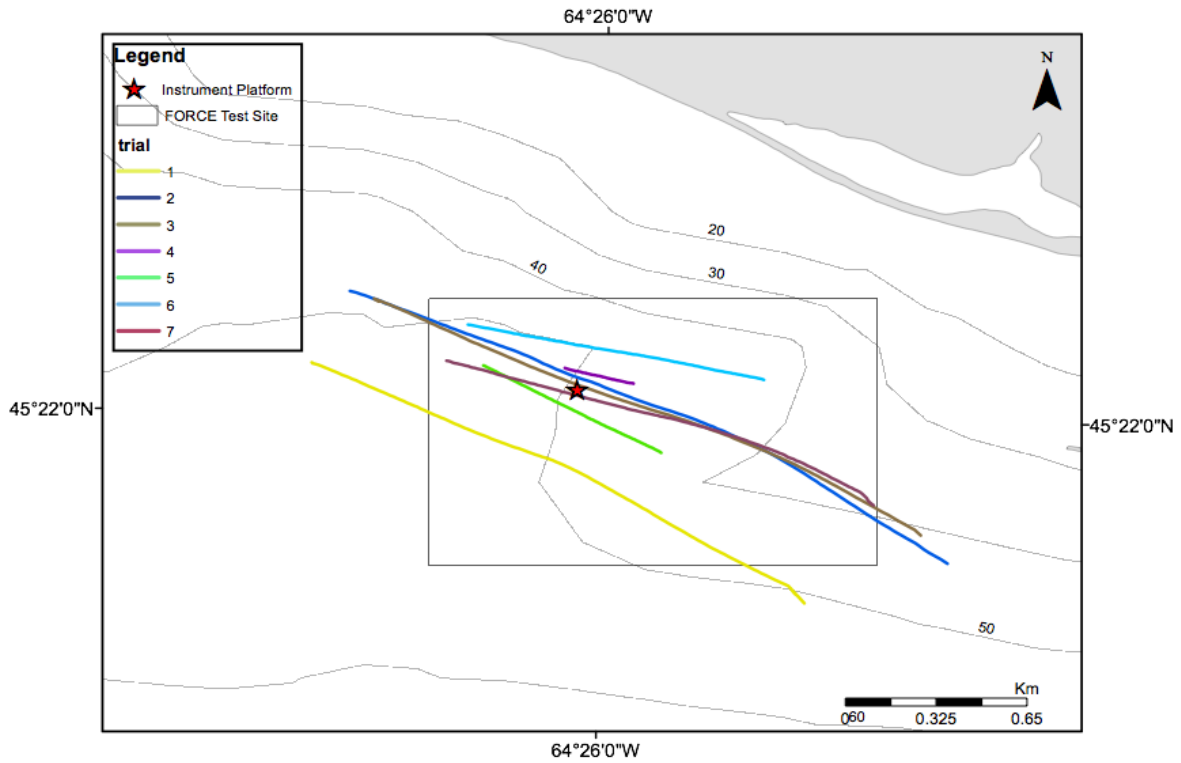 64°26'0"W
Legend
Instrument Platform
FORCE Test Site
trial
1
2
3
4
5
6
7
N
20
30
40
45°22'0"N
45°22'0"N
50
Km
0 60 0.325 0.65
64°26'0"W